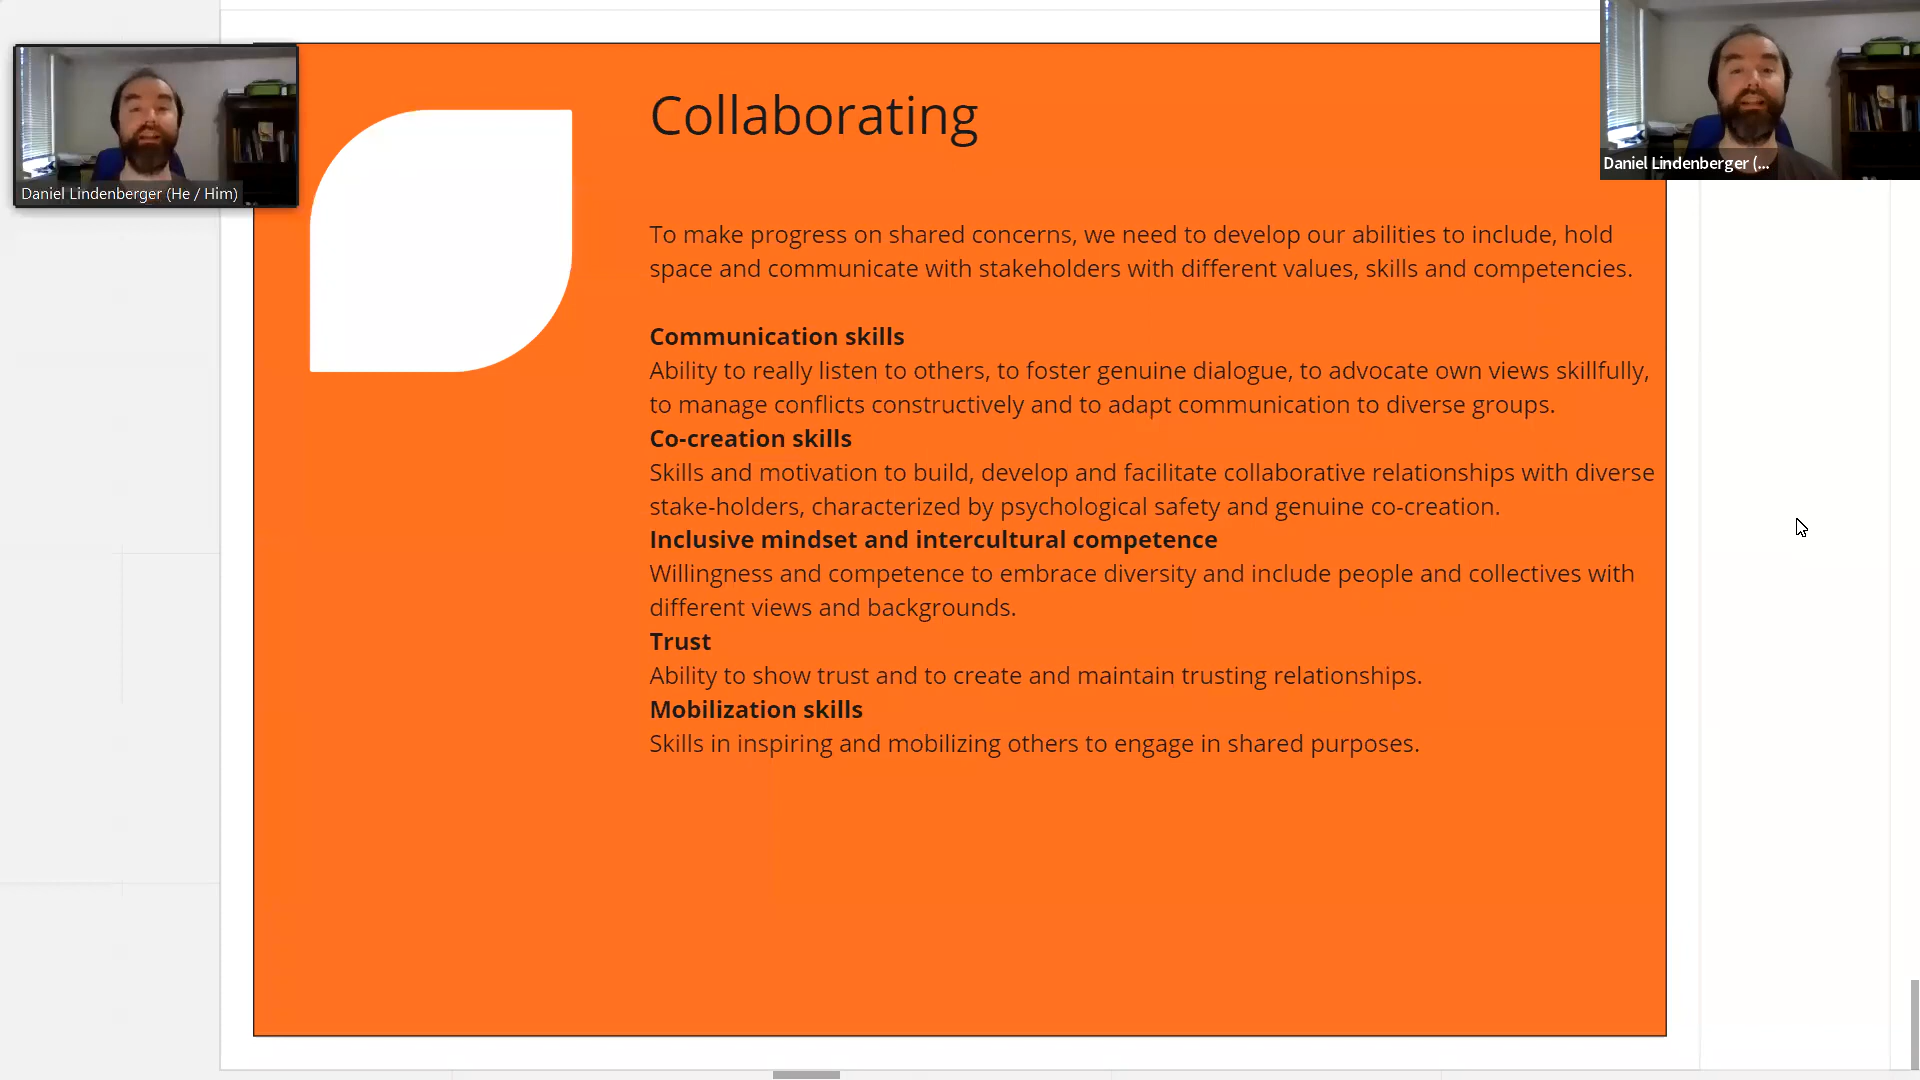 Collaborating
Daniel Lindenberger (He / Him)
Daniel Lindenberger (...
To make progress on shared concerns, we need to develop our abilities to include, hold
space and communicate with stakeholders with different values, skills and competencies.
Communication skills
Ability to really listen to others, to foster genuine dialogue, to advocate own views skillfully,
to manage conflicts constructively and to adapt communication to diverse groups.
Co-creation skills
Skills and motivation to build, develop and facilitate collaborative relationships with diverse
stake-holders, characterized by psychological safety and genuine co-creation.
Inclusive mindset and intercultural competence
Willingness and competence to embrace diversity and include people and collectives with
different views and backgrounds.
Trust
Ability to show trust and to create and maintain trusting relationships.
Mobilization skills
Skills in inspiring and mobilizing others to engage in shared purposes.